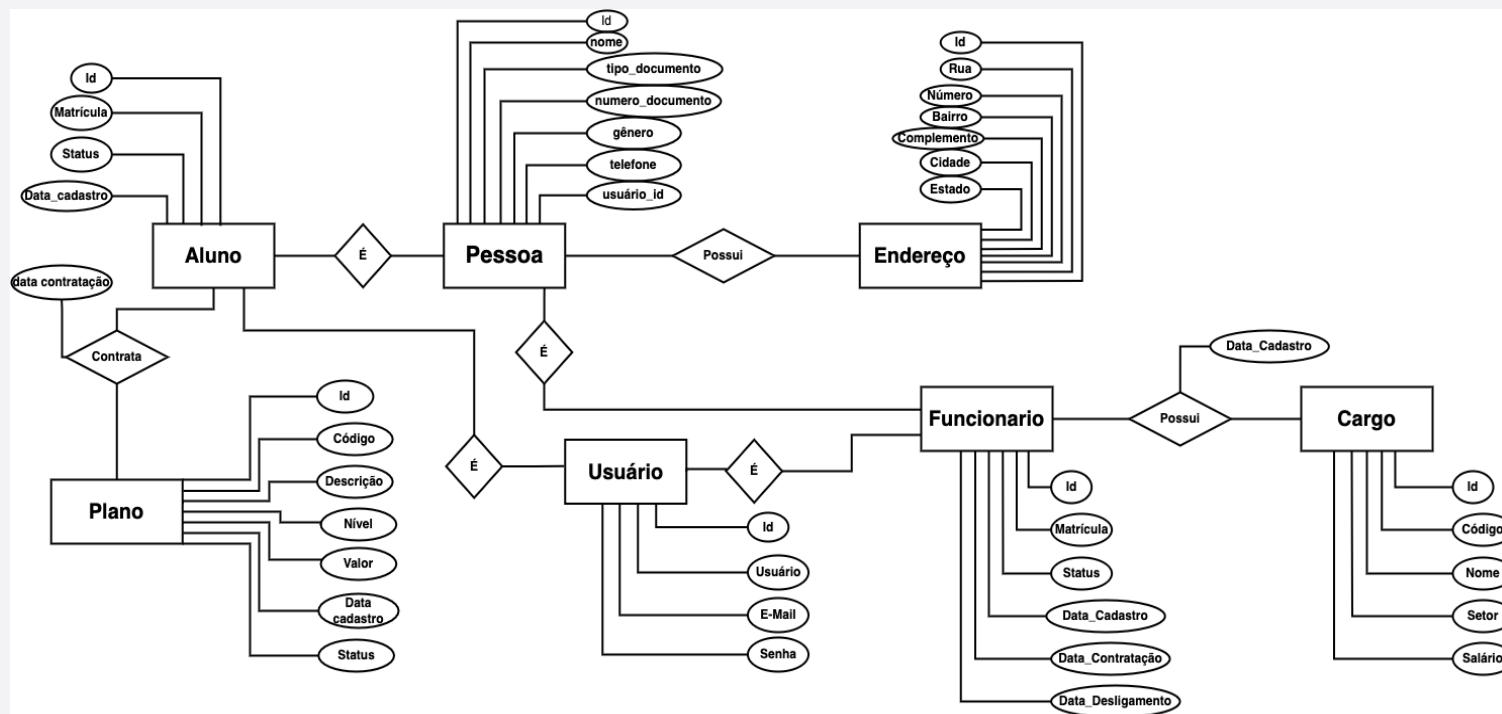 Id
nome
tipo_documento
numero_documento
gênero
telefone
usuário_id
Id
Rua
Número
Bairro
Complemento
Cidade
Estado
Id
Matrícula
Status
Data_cadastro
Aluno
É
Pessoa
Possui
Endereço
data contratação
Contrata
É
Data_Cadastro
Funcionario
Possui
Cargo
Id
Código
Descrição
Nível
Valor
Data
cadastro
Status
Plano
É
Usuário
É
Id
Usuário
E-Mail
Senha
Id
Matrícula
Status
Data_Cadastro
Data_Contratação
Data_Desligamento
Id
Código
Nome
Setor
Salário